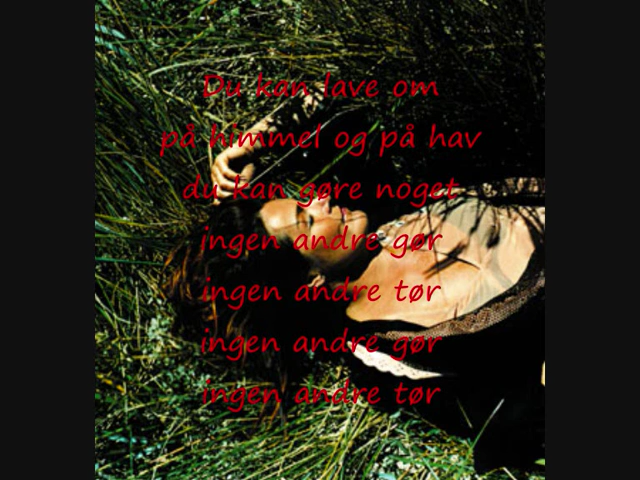 Du kan lave om
på himmel og på hav
du kan gøre noget
ingen andre gør
ingen andre tør
ingen andre gør
ingen andre tør